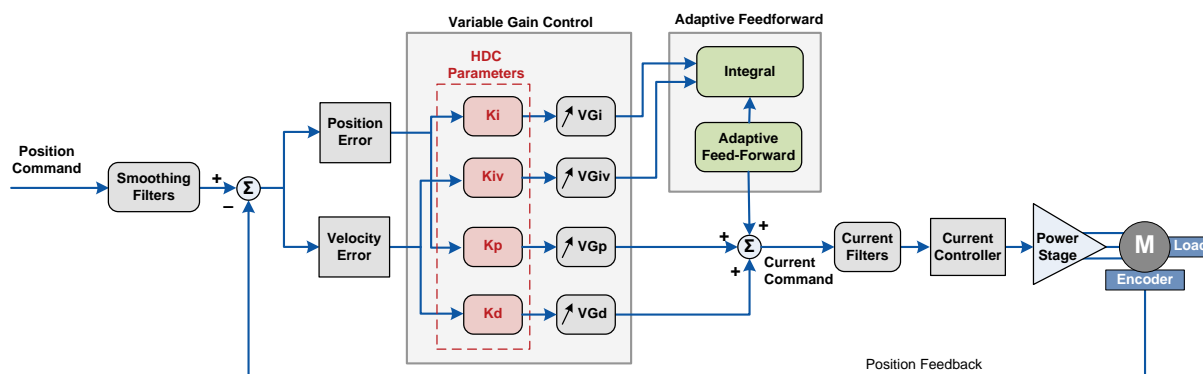 Variable Gain Control
Adaptive Feedforward
HDC
Parameters
Integral
Ki
VGi
Position
Error
Adaptive
Feed-Forward
Position
Command
Smoothing
Filters
+
Σ
−
Kiv
VGiv
Velocity
Error
Kp
VGp
+
+
Σ
+
Current
Command
Current
Filters
Current
Controller
Power
Stage
M
Load
Encoder
Kd
VGd
Position Feedback